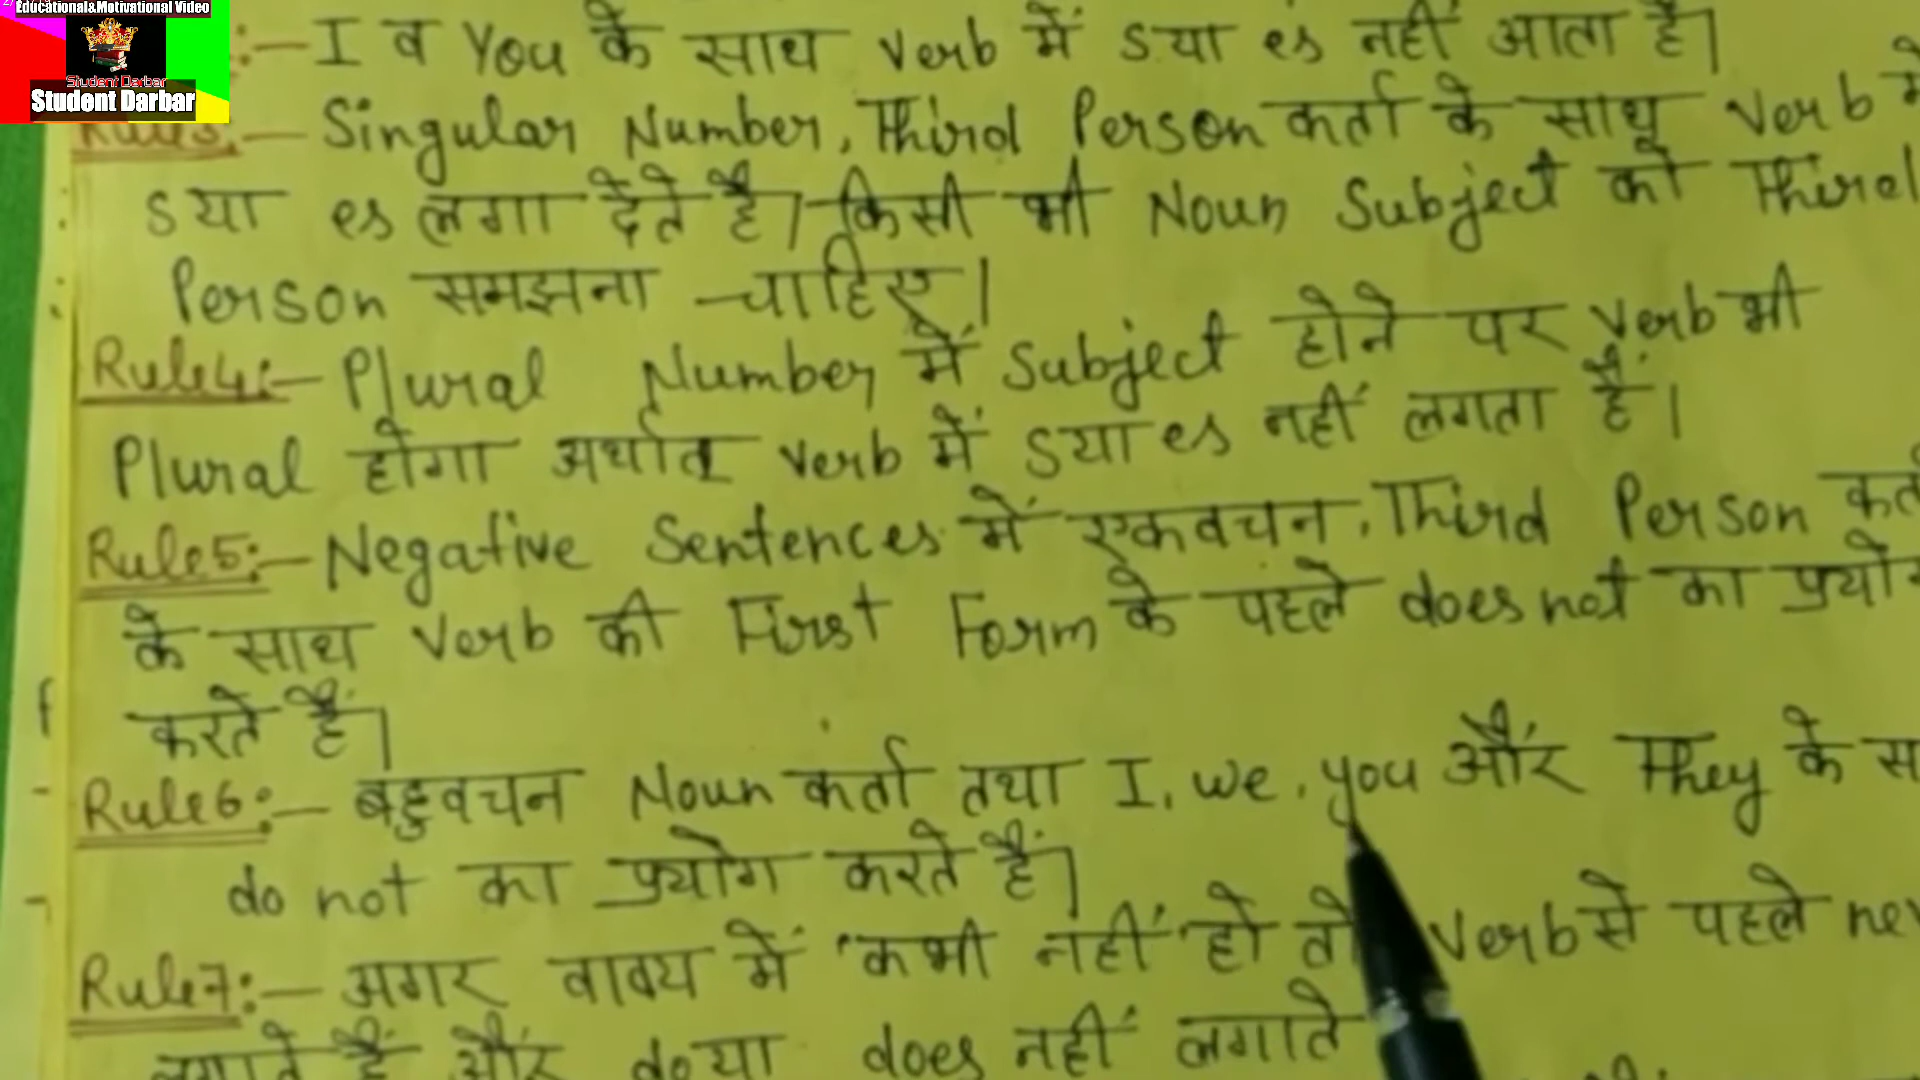 Educational&Motivational Video
Student Darbar
Student Darbar
:— I व You के साथ Verb में s या es नहीं आता है।
Rule3:— Singular Number, Third Person कर्ता के साथ Verb में
s या es लगा देते है। किसी भी Noun Subject को Third
Person समझना चाहिए।
Rule4:— Plural Number में Subject होने पर Verb भी
Plural होगा अर्थात Verb में s या es नहीं लगता हैं।
Rule5:— Negative Sentences में एकवचन, Third Person
के साथ Verb की First Form के पहले does not का
करते हैं।
Rule6:— बहुवचन Noun कर्ता तथा I, we, you और They के
do not का प्रयोग करते हैं।
Rule7:— अगर वाक्य में 'कभी नहीं' हो तो Verb से पहले
लगाते हैं और do या does नहीं लगाते